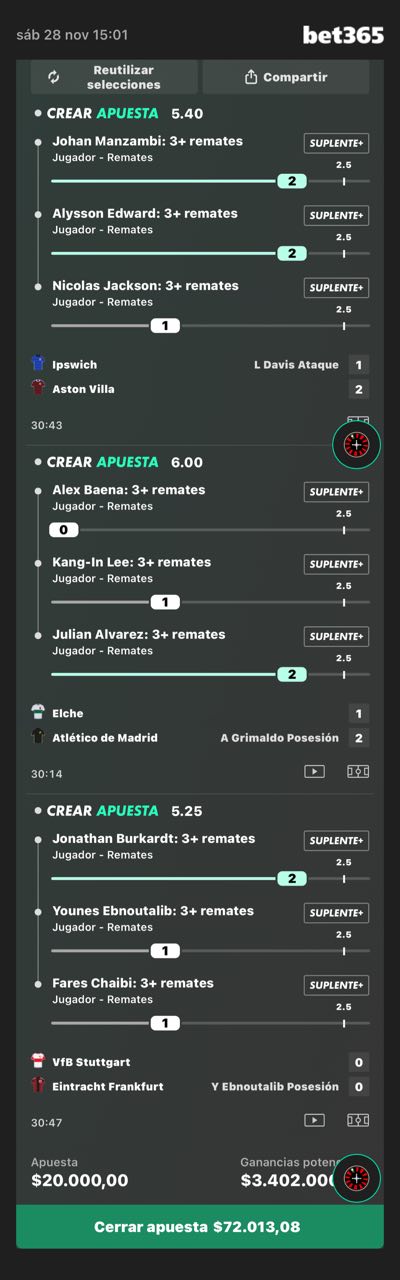 sáb 28 nov 15:01
bet365
Reutilizar
selecciones
Compartir
CREAR APUESTA 5.40
Johan Manzambi: 3+ remates
SUPLENTE+
Jugador - Remates
2.5
2
Alysson Edward: 3+ remates
SUPLENTE+
Jugador - Remates
2.5
2
Nicolas Jackson: 3+ remates
SUPLENTE+
Jugador - Remates
2.5
1
Ipswich L Davis Ataque 1
Aston Villa 2
30:43
CREAR APUESTA 6.00
Alex Baena: 3+ remates
SUPLENTE+
Jugador - Remates
2.5
0
Kang-In Lee: 3+ remates
SUPLENTE+
Jugador - Remates
2.5
1
Julian Alvarez: 3+ remates
SUPLENTE+
Jugador - Remates
2.5
2
Elche 1
Atlético de Madrid A Grimaldo Posesión 2
30:14
CREAR APUESTA 5.25
Jonathan Burkardt: 3+ remates
SUPLENTE+
Jugador - Remates
2.5
2
Younes Ebnoutalib: 3+ remates
SUPLENTE+
Jugador - Remates
2.5
1
Fares Chaibi: 3+ remates
SUPLENTE+
Jugador - Remates
2.5
1
VfB Stuttgart 0
Eintracht Frankfurt Y Ebnoutalib Posesión 0
30:47
Apuesta Ganancias
$20.000,00 $3.402.00
Cerrar apuesta $72.013,08